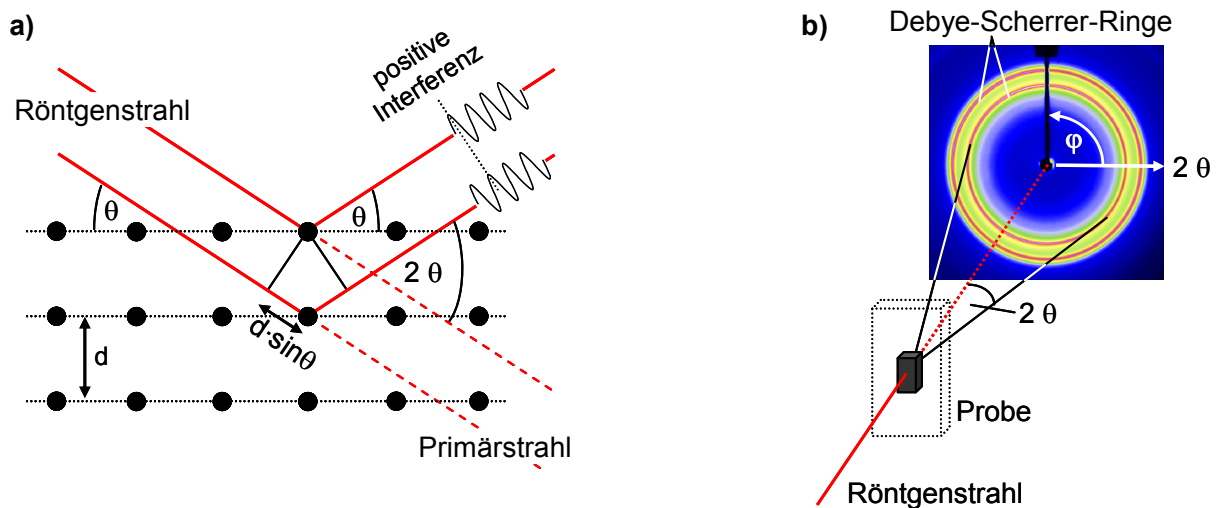 a)
Röntgenstrahl
positive
Interferenz
θ
θ
2 θ
d·sinθ
d
Primärstrahl
b)
Debye-Scherrer-Ringe
φ
2 θ
2 θ
Probe
Röntgenstrahl